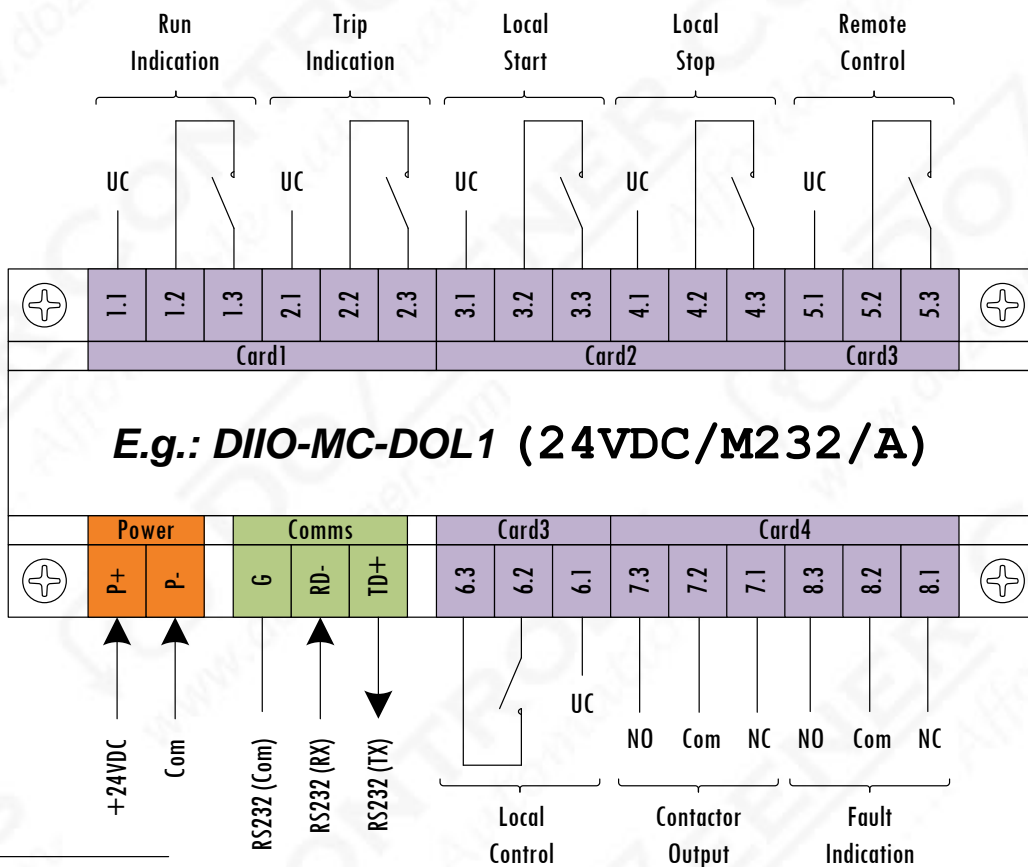 Run Indication
Trip Indication
Local Start
Local Stop
Remote Control
UC
UC
UC
UC
UC
1.1 1.2 1.3 2.1 2.2 2.3 3.1 3.2 3.3 4.1 4.2 4.3 5.1 5.2 5.3
Card1 Card2 Card3
E.g.: DIIO-MC-DOL1 (24VDC/M232/A)
Power Comms Card3 Card4
P+ P- G RD- TD+ 6.3 6.2 6.1 7.3 7.2 7.1 8.3 8.2 8.1
+24VDC
Com
RS232 (Com)
RS232 (RX)
RS232 (TX)
UC
NO Com NC NO Com NC
Local Control
Contactor Output
Fault Indication